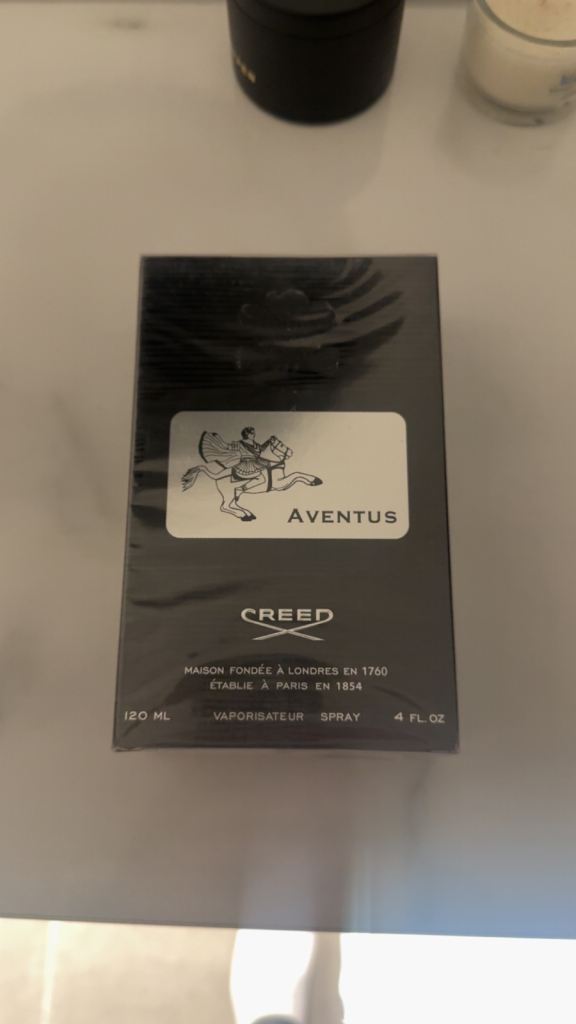 AVENTUS
CREED
MAISON FONDÉE À LONDRES EN 1760
ÉTABLIE À PARIS EN 1854
120 ML VAPORISATEUR SPRAY 4 FL. OZ